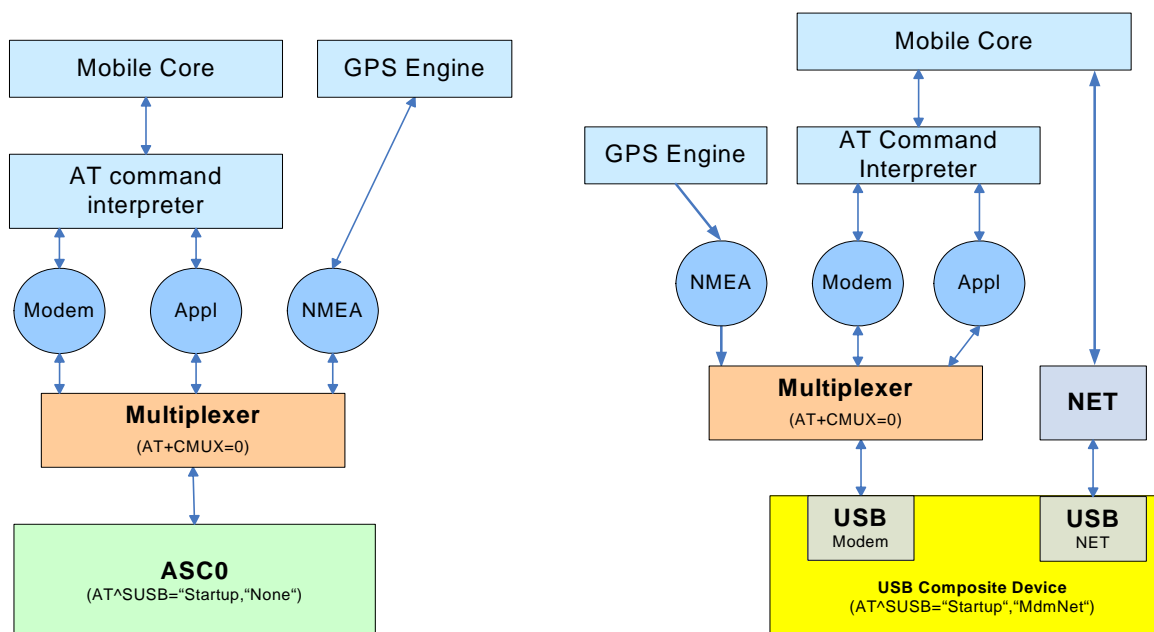 Mobile Core
GPS Engine
AT command
interpreter
Modem
Appl
NMEA
Multiplexer
(AT+CMUX=0)
ASC0
(AT^SUSB=“Startup,“None“)
Mobile Core
GPS Engine
AT Command
Interpreter
NMEA
Modem
Appl
Multiplexer
(AT+CMUX=0)
NET
USB
Modem
USB
NET
USB Composite Device
(AT^SUSB=“Startup“,“MdmNet“)